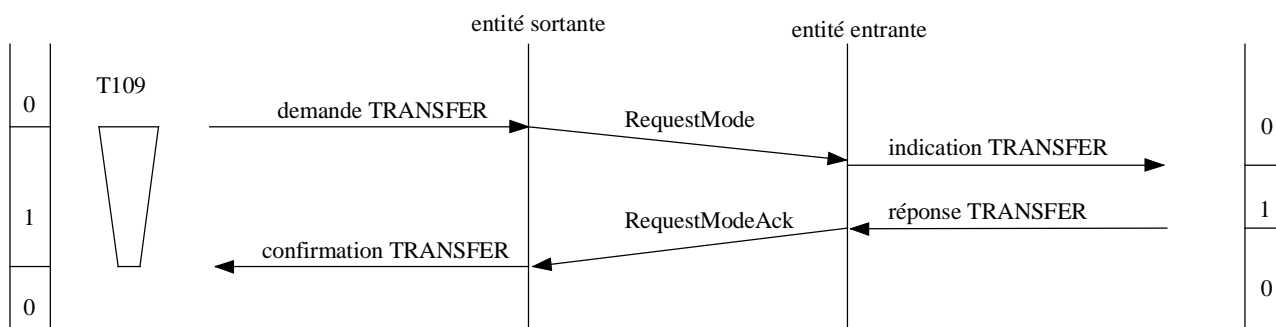 entité sortante
entité entrante
T109
0
demande TRANSFER
RequestMode
0
indication TRANSFER
1
RequestModeAck
réponse TRANSFER
1
confirmation TRANSFER
0
0